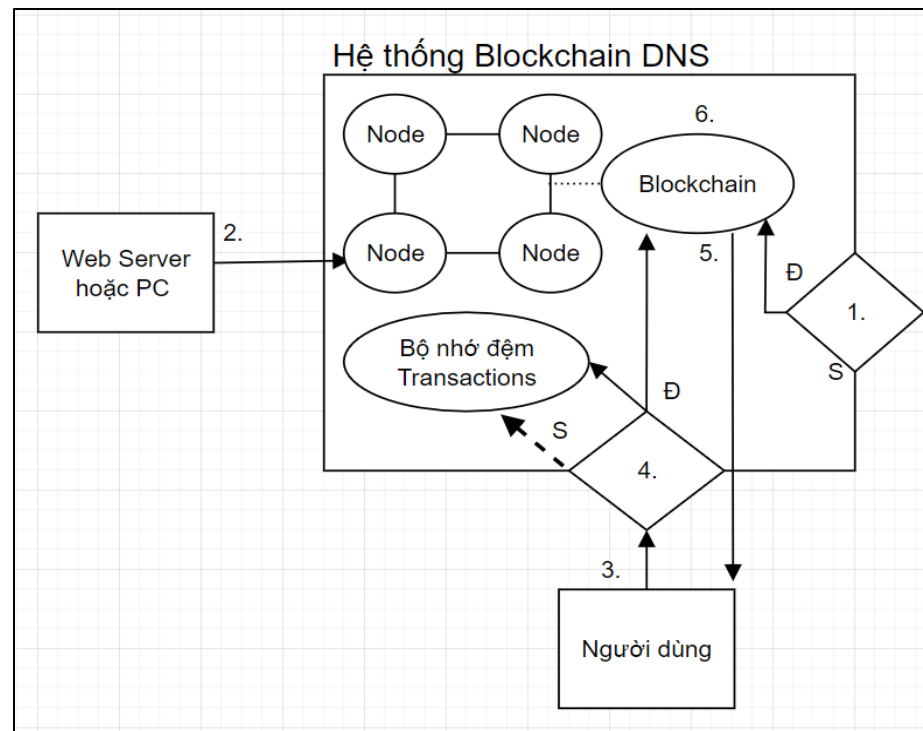 Hệ thống Blockchain DNS
6.
Node
Node
Blockchain
2.
Web Server
hoặc PC
Node
Node
5.
Đ
1.
S
Bộ nhớ đệm
Transactions
Đ
S
4.
3.
Người dùng